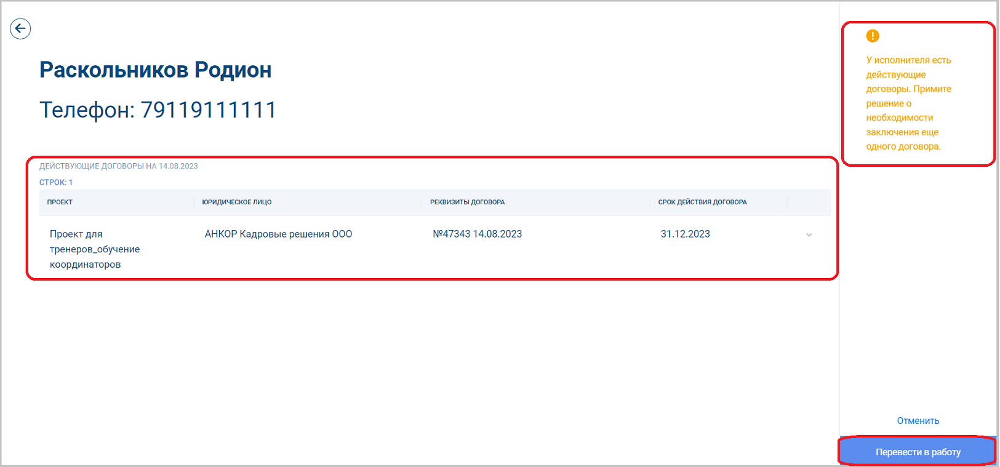 Раскольников Родион
Телефон: 79119111111
ДЕЙСТВУЮЩИЕ ДОГОВОРЫ НА 14.08.2023
СТРОК: 1
ПРОЕКТ
ЮРИДИЧЕСКОЕ ЛИЦО
РЕКВИЗИТЫ ДОГОВОРА
СРОК ДЕЙСТВИЯ ДОГОВОРА
Проект для
тренеров_обучение
координаторов
АНКОР Кадровые решения ООО
№47343 14.08.2023
31.12.2023
У исполнителя есть
действующие
договоры. Примите
решение о
необходимости
заключения еще
одного договора.
Отменить
Перевести в работу